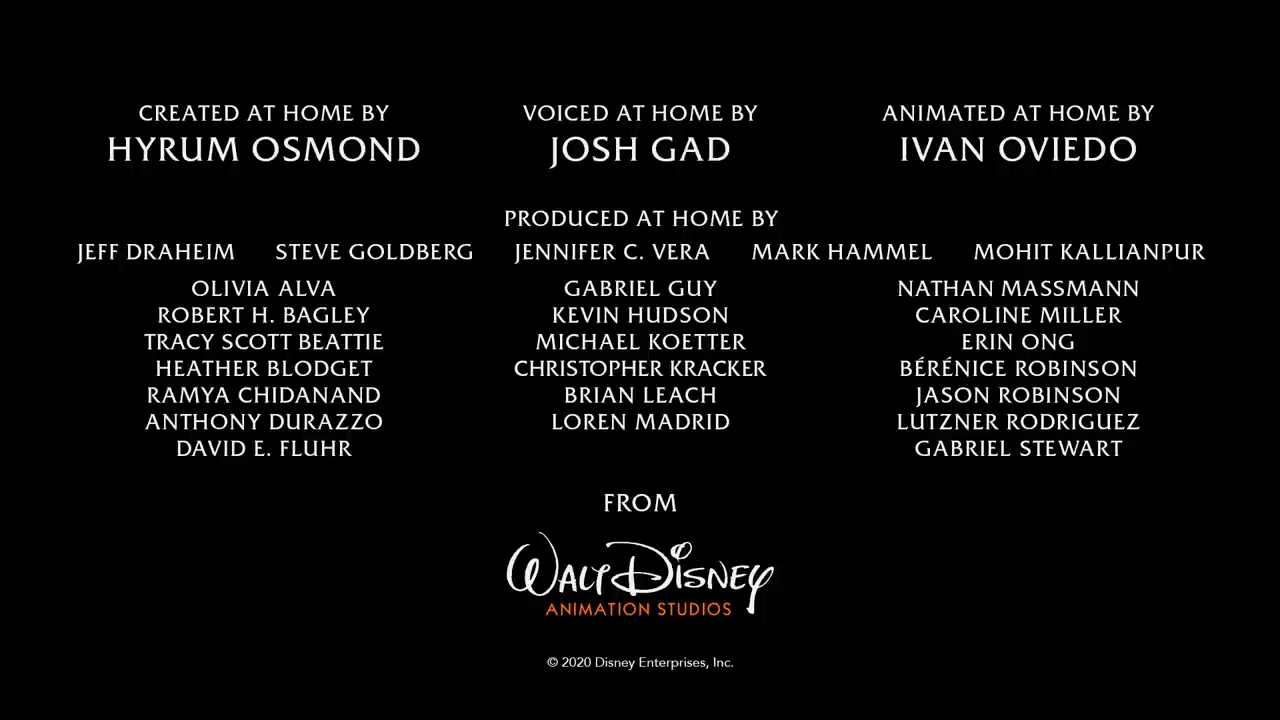 CREATED AT HOME BY
HYRUM OSMOND
VOICED AT HOME BY
JOSH GAD
ANIMATED AT HOME BY
IVAN OVIEDO
PRODUCED AT HOME BY
JEFF DRAHEIM STEVE GOLDBERG JENNIFER C. VERA MARK HAMMEL MOHIT KALLIANPUR
OLIVIA ALVA
ROBERT H. BAGLEY
TRACY SCOTT BEATTIE
HEATHER BLODGET
RAMYA CHIDANAND
ANTHONY DURAZZO
DAVID E. FLUHR
GABRIEL GUY
KEVIN HUDSON
MICHAEL KOETTER
CHRISTOPHER KRACKER
BRIAN LEACH
LOREN MADRID
NATHAN MASSMANN
CAROLINE MILLER
ERIN ONG
BÉRÉNICE ROBINSON
JASON ROBINSON
LUTZNER RODRIGUEZ
GABRIEL STEWART
FROM
WALT DISNEY
ANIMATION STUDIOS
© 2020 Disney Enterprises, Inc.